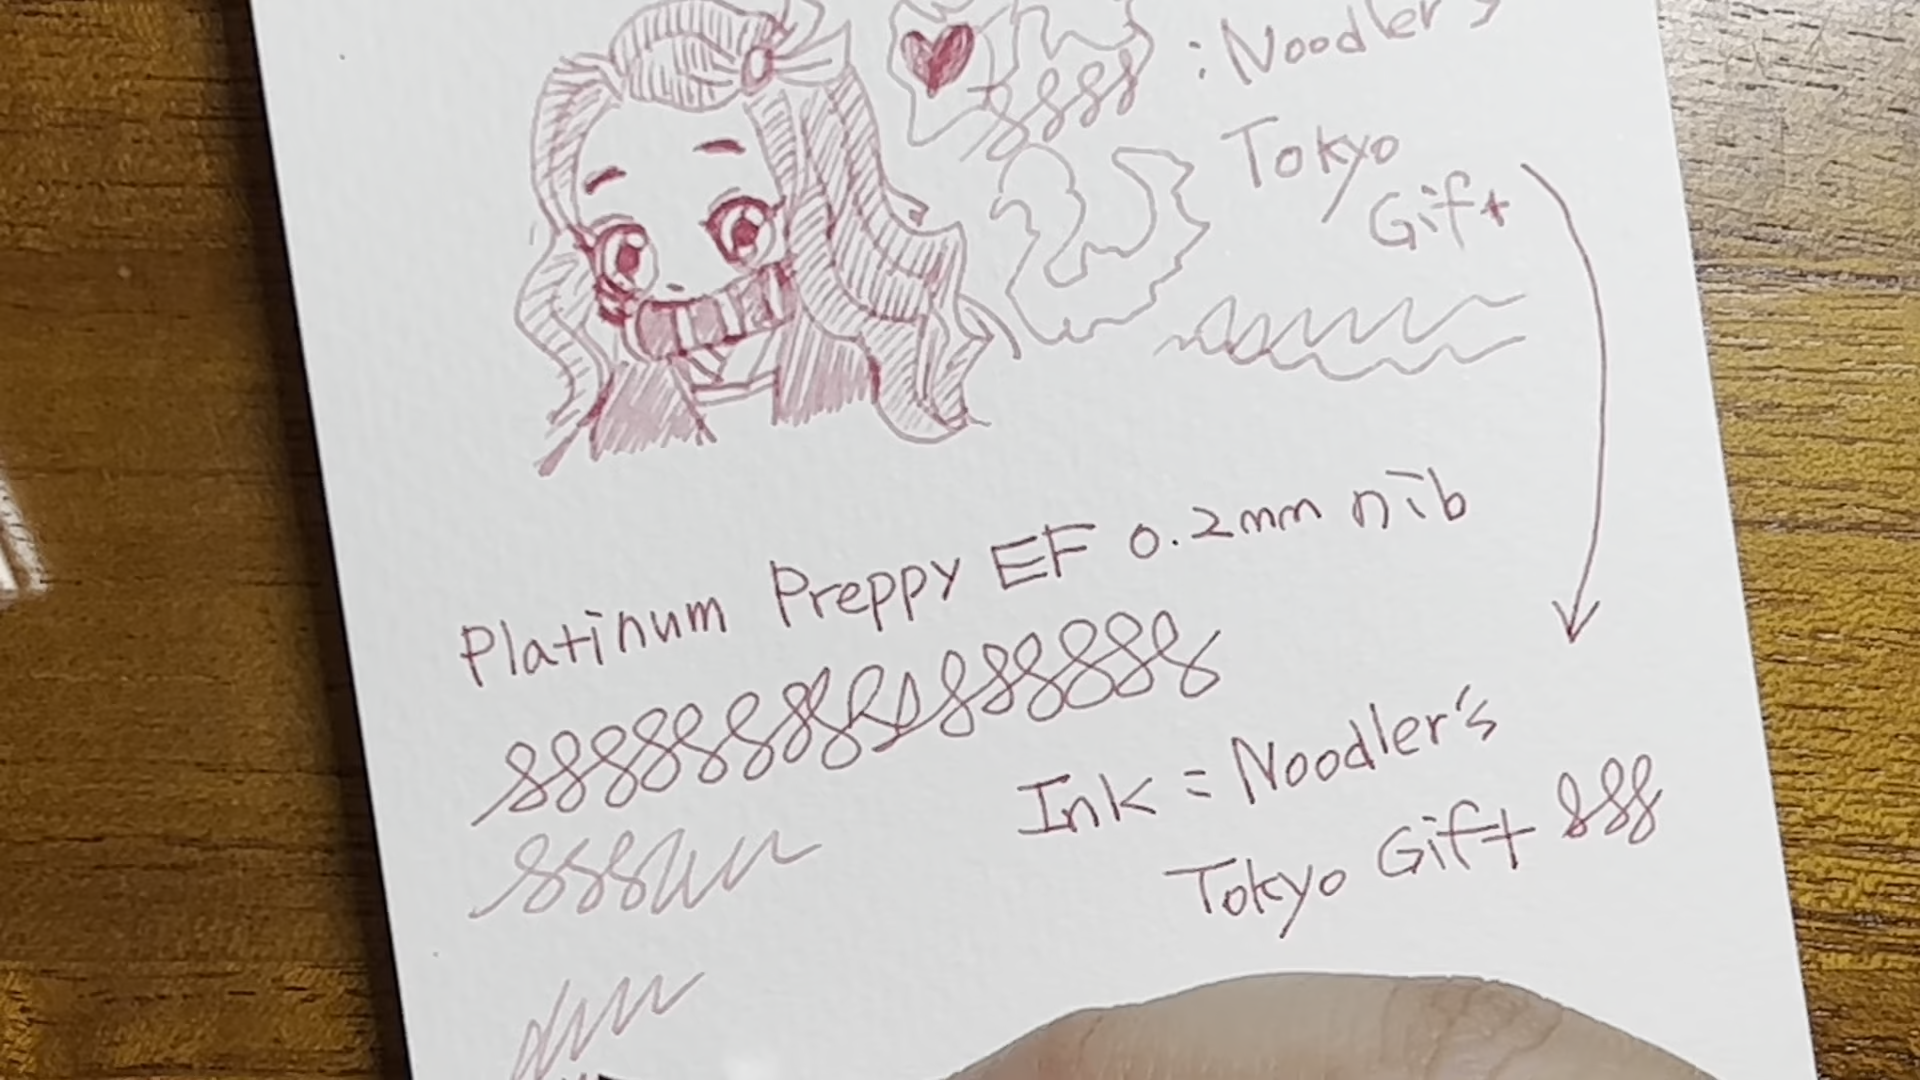 : Noodler's
Tokyo
Gift
Platinum Preppy EF 0.2mm nib
Ink = Noodler's
Tokyo Gift